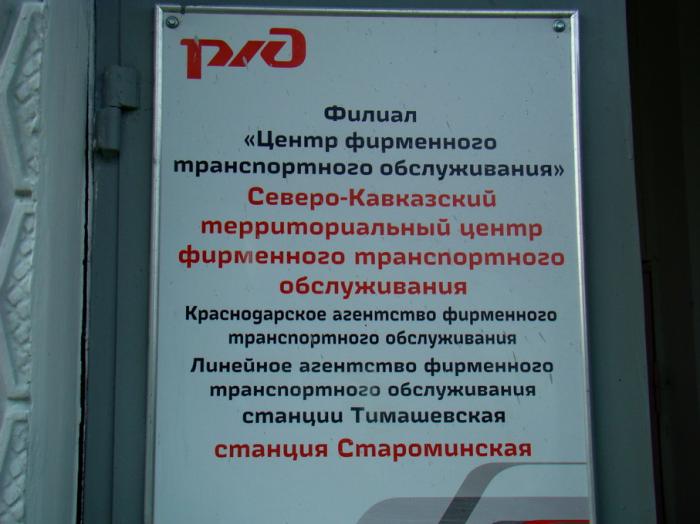 ржд
Филиал
«Центр фирменного
транспортного обслуживания»
Северо-Кавказский
территориальный центр
фирменного транспортного
обслуживания
Краснодарское агентство фирменного
транспортного обслуживания
Линейное агентство фирменного
транспортного обслуживания
станции Тимашевская
станция Староминская